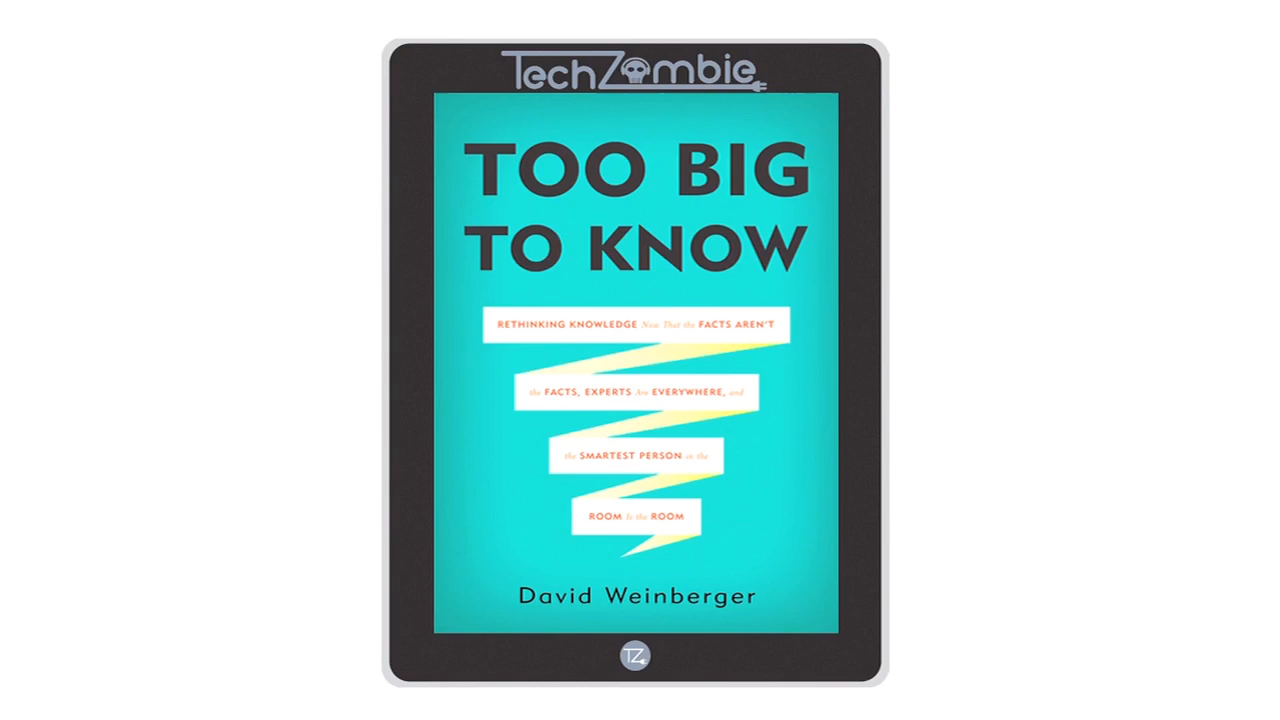 TechZombie
TOO BIG
TO KNOW
RETHINKING KNOWLEDGE Now That the FACTS AREN'T
the FACTS, EXPERTS Are EVERYWHERE, and
the SMARTEST PERSON in the
ROOM Is the ROOM
David Weinberger
TZ